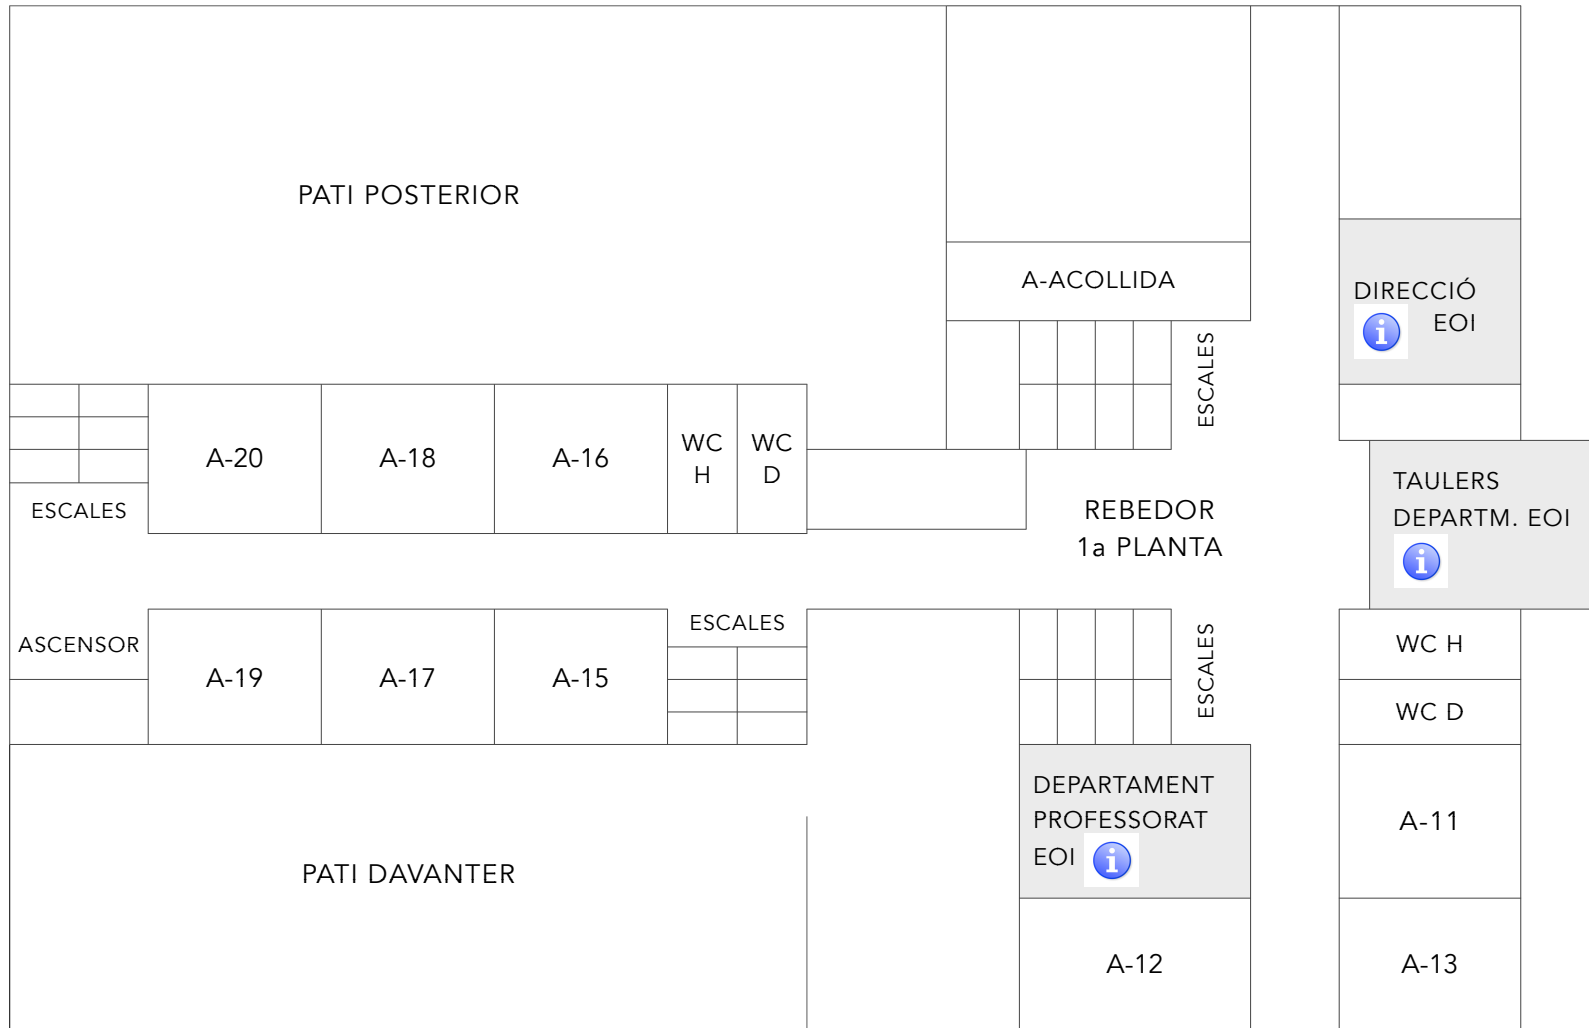 PATI POSTERIOR
A-ACOLLIDA
DIRECCIÓ
EOI
ESCALES
A-20
A-18
A-16
WC
H
WC
D
ESCALES
REBEDOR
1a PLANTA
TAULERS
DEPARTM. EOI
ASCENSOR
A-19
A-17
A-15
ESCALES
ESCALES
WC H
WC D
DEPARTAMENT
PROFESSORAT
EOI
A-11
PATI DAVANTER
A-12
A-13